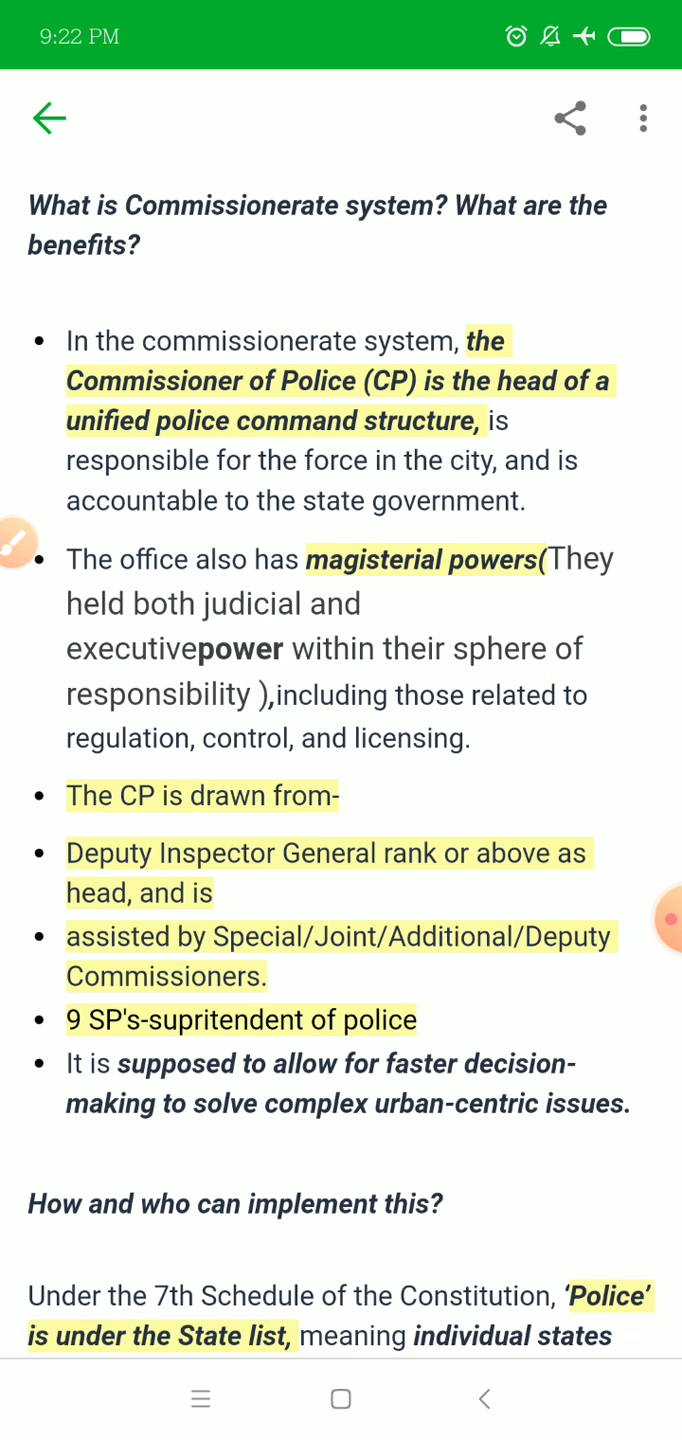 9:22 PM
What is Commissionerate system? What are the
benefits?
In the commissionerate system, the
Commissioner of Police (CP) is the head of a
unified police command structure, is
responsible for the force in the city, and is
accountable to the state government.
The office also has magisterial powers(They
held both judicial and
executivepower within their sphere of
responsibility ),including those related to
regulation, control, and licensing.
The CP is drawn from-
Deputy Inspector General rank or above as
head, and is
assisted by Special/Joint/Additional/Deputy
Commissioners.
9 SP's-supritendent of police
It is supposed to allow for faster decision-
making to solve complex urban-centric issues.
How and who can implement this?
Under the 7th Schedule of the Constitution, ‘Police’
is under the State list, meaning individual states